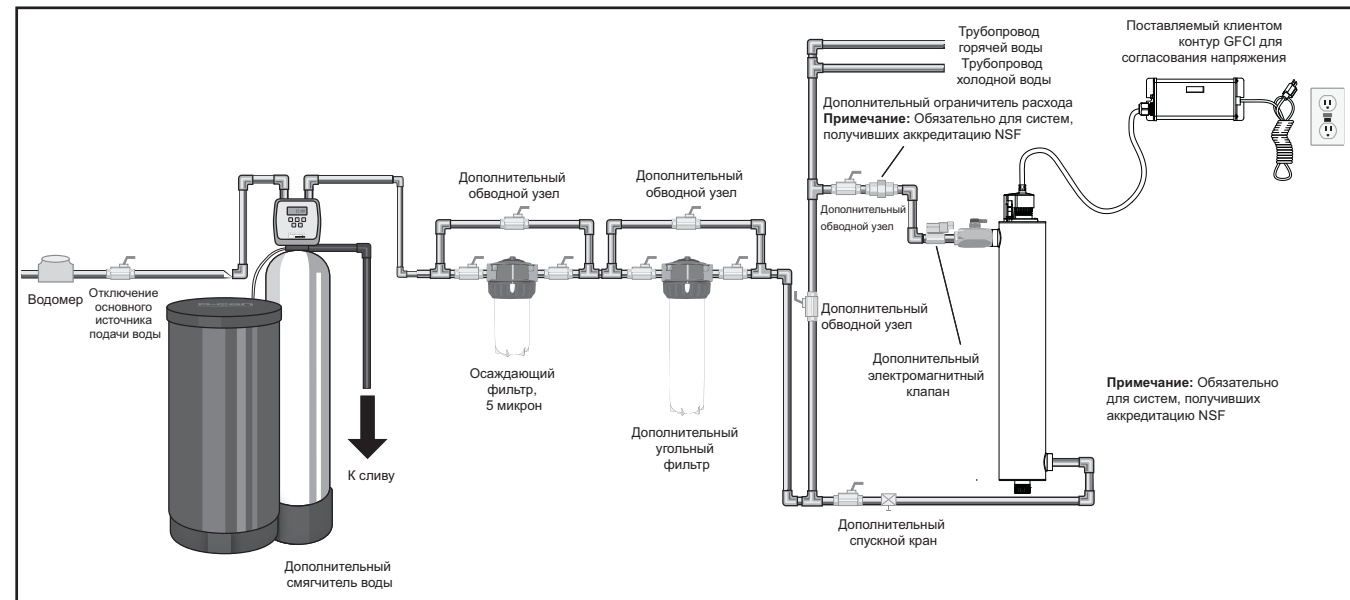 Трубопровод
горячей воды
Трубопровод
холодной воды
Поставляемый клиентом
контур GFCI для
согласования напряжения
Дополнительный ограничитель расхода
Примечание: Обязательно для систем,
получивших аккредитацию NSF
Дополнительный
обводной узел
Дополнительный
обводной узел
Дополнительный
обводной узел
Водомер
Отключение
основного
источника
подачи воды
Дополнительный
обводной узел
Осаждающий
фильтр,
5 микрон
Дополнительный
электромагнитный
клапан
Примечание: Обязательно
для систем, получивших
аккредитацию NSF
Дополнительный
угольный
фильтр
К сливу
Дополнительный
спускной кран
Дополнительный
смягчитель воды